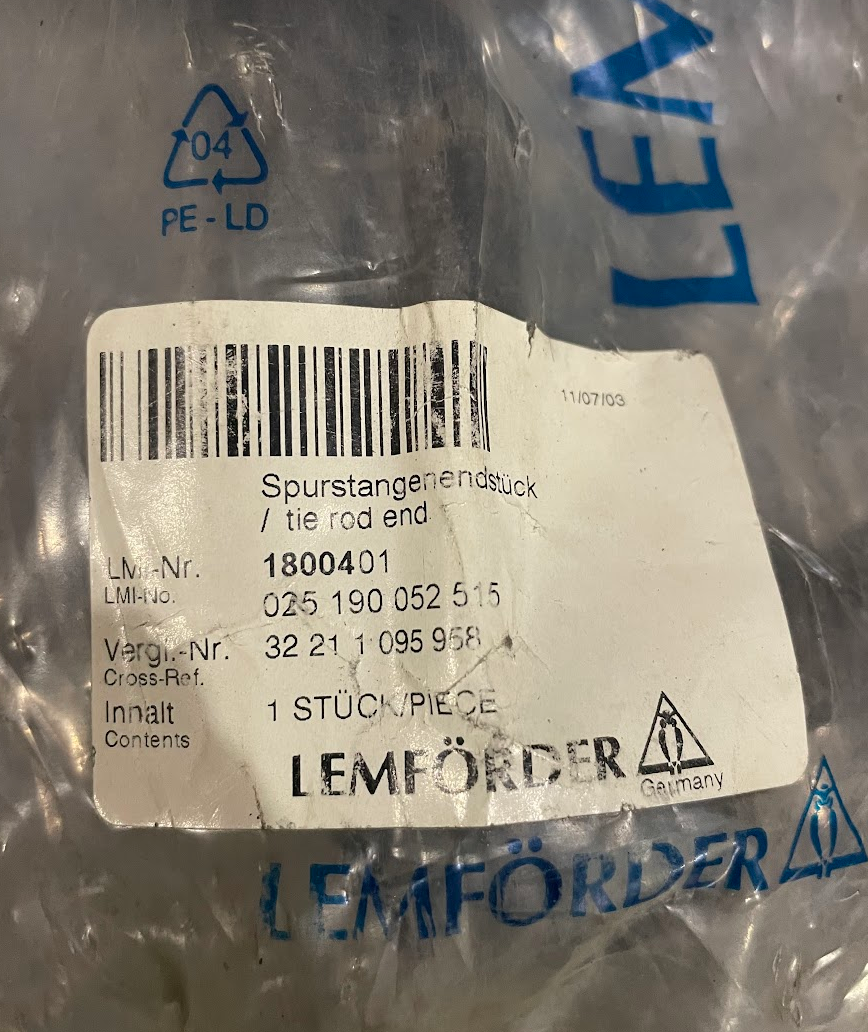 04
PE-LD
LEM
11/07/03
Spurstangenendstück
/ tie rod end
LMI-Nr. 1800401
LMI-No. 025 190 052 515
Vergl.-Nr. 32 21 1 095 958
Cross-Ref.
Inhalt 1 STÜCK/PIECE
Contents
LEMFÖRDER
Germany
LEMFÖRDER